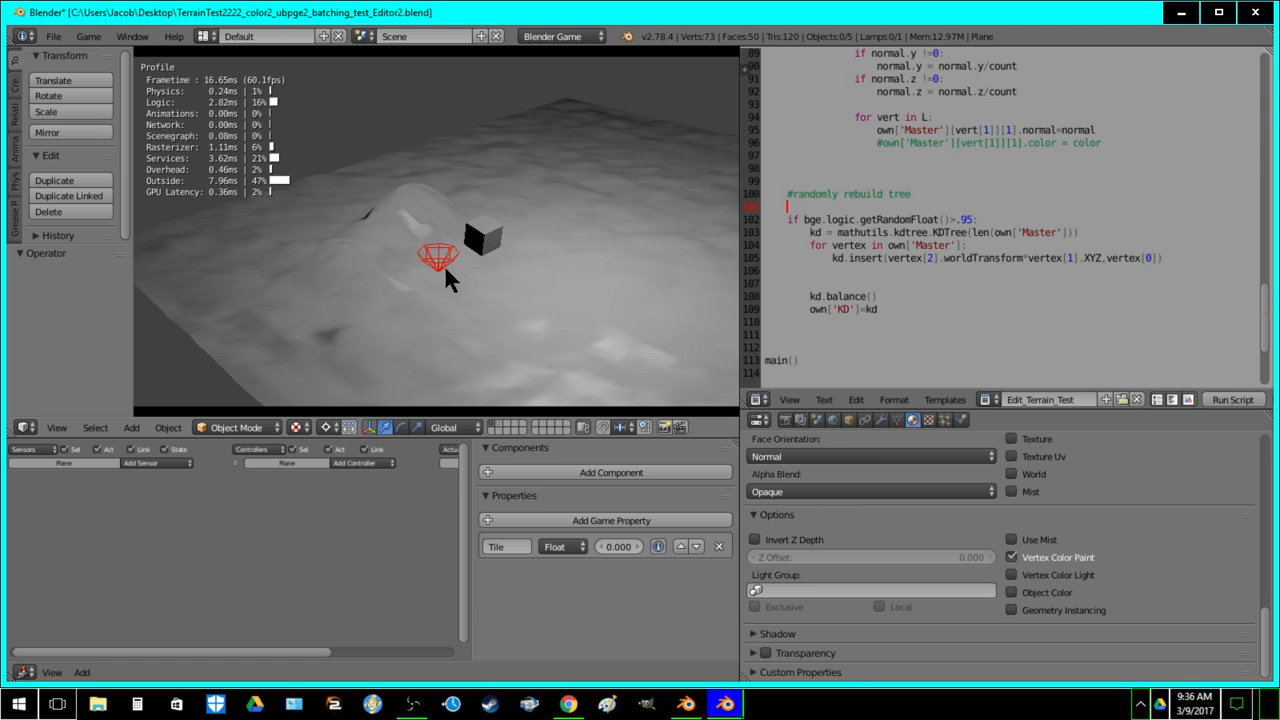 Blender* [C:\Users\Jacob\Desktop\TerrainTest2222_color2_ubpge2_batching_test_Editor2.blend]
File Game Window Help Default Scene Blender Game v2.78.4 | Verts:73 | Faces:50 | Tris:120 | Objects:0/5 | Lamps:0/1 | Mem:12.97M | Plane
Transform
Translate
Rotate
Scale
Mirror
Edit
Duplicate
Duplicate Linked
Delete
History
Operator
To
Cre
Relati
Anima
Phys
Grease P
Profile
Frametime : 16.65ms (60.1fps)
Physics: 0.24ms | 1%
Logic: 2.82ms | 16%
Animations: 0.00ms | 0%
Network: 0.00ms | 0%
Scenegraph: 0.08ms | 0%
Rasterizer: 1.11ms | 6%
Services: 3.62ms | 21%
Overhead: 0.46ms | 2%
Outside: 7.96ms | 47%
GPU Latency: 0.36ms | 2%
89 if normal.y !=0:
90 normal.y = normal.y/count
91 if normal.z !=0:
92 normal.z = normal.z/count
93
94 for vert in L:
95 own['Master'][vert[1]][1].normal=normal
96 #own['Master'][vert[1]][1].color = color
97
98
99
100 #randomly rebuild tree
101
102 if bge.logic.getRandomFloat()>.95:
103 kd = mathutils.kdtree.KDTree(len(own['Master']))
104 for vertex in own['Master']:
105 kd.insert(vertex[2].worldTransform*vertex[1].XYZ,vertex[0])
106
107
108 kd.balance()
109 own['KD']=kd
110
111
112
113 main()
114
View Select Add Object Object Mode Global
View Text Edit Format Templates Edit_Terrain_Test Run Script
Sensors Sel Act Link State Controllers Sel Act Link Actu
Plane Add Sensor Plane Add Controller
View Add
Components
Add Component
Properties
Add Game Property
Tile Float 0.000
Face Orientation:
Normal
Alpha Blend:
Opaque
Texture
Texture Uv
World
Mist
Options
Invert Z Depth
Z Offset: 0.000
Light Group:
Exclusive Local
Use Mist
Vertex Color Paint
Vertex Color Light
Object Color
Geometry Instancing
Shadow
Transparency
Custom Properties
9:36 AM
3/9/2017